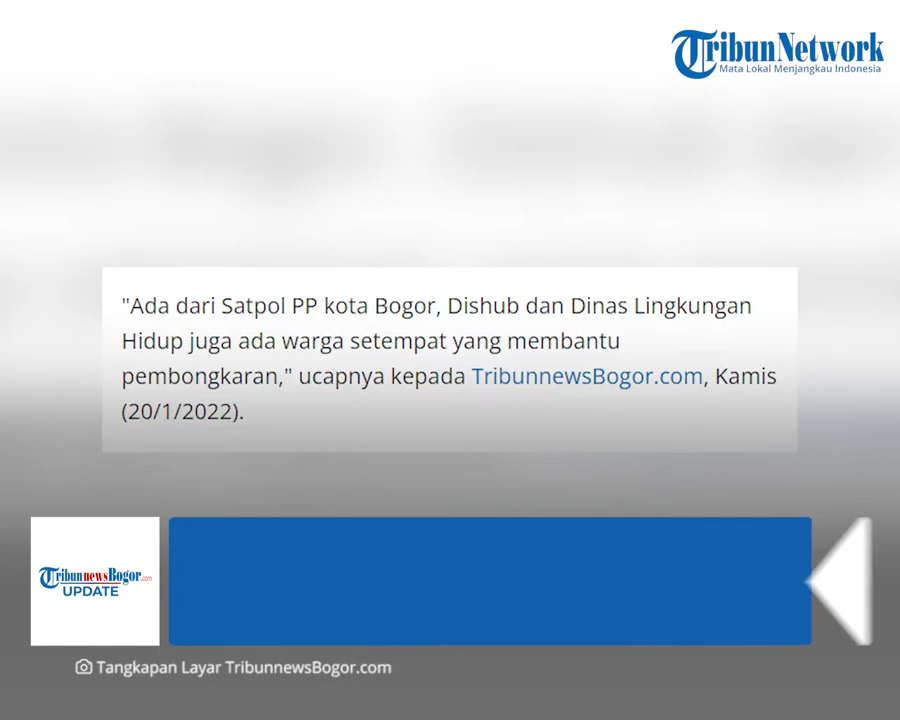 TribunNetwork
Mata Lokal Menjangkau Indonesia
"Ada dari Satpol PP kota Bogor, Dishub dan Dinas Lingkungan
Hidup juga ada warga setempat yang membantu
pembongkaran," ucapnya kepada TribunnewsBogor.com, Kamis
(20/1/2022).
TribunnewsBogor.com
UPDATE
Tangkapan Layar TribunnewsBogor.com